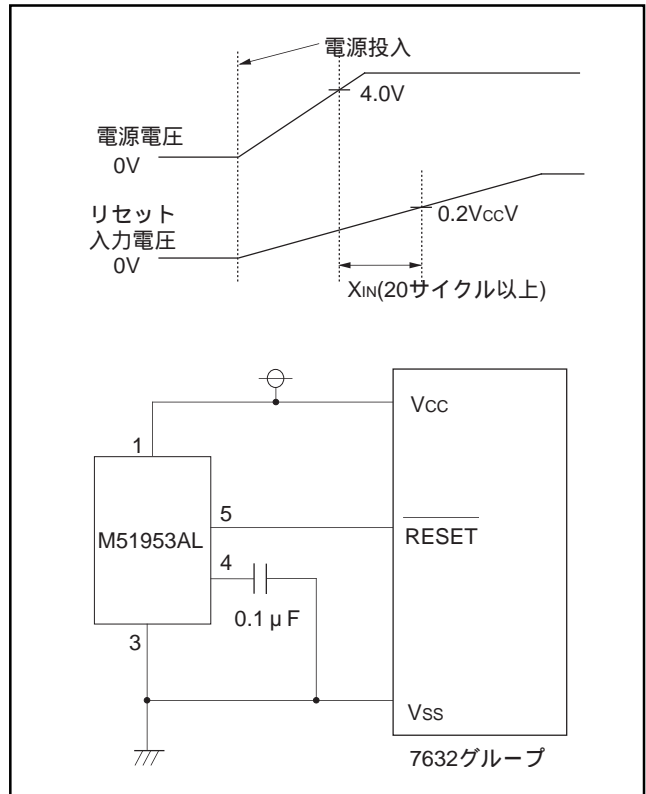 電源投入
4.0V
電源電圧
0V
リセット
入力電圧
0V
0.2VccV
XIN(20サイクル以上)
Vcc
1
M51953AL
5
RESET
4
0.1 μ F
3
Vss
7632グループ